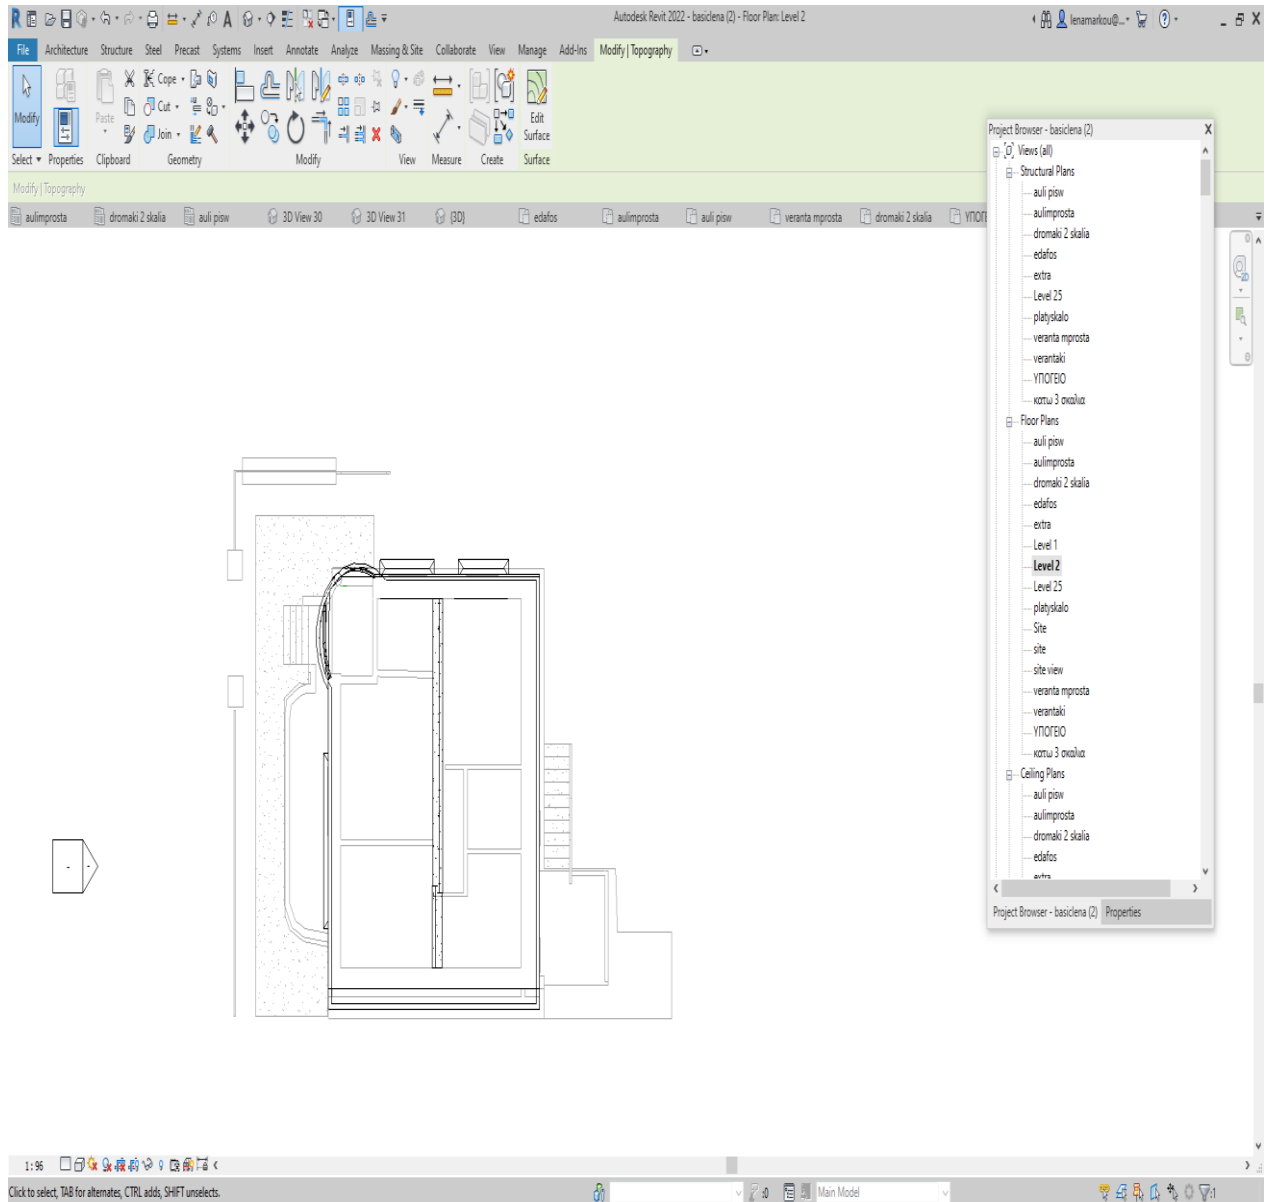 Autodesk Revit 2022 - basiclena (2) - Floor Plan: Level 2
lenamarkou@...
File Architecture Structure Steel Precast Systems Insert Annotate Analyze Massing & Site Collaborate View Manage Add-Ins Modify | Topography
Modify
Paste
Cope
Cut
Join
Edit
Surface
Select Properties Clipboard Geometry Modify View Measure Create Surface
Modify | Topography
aulimprosta dromaki 2 skalia auli pisw 3D View 30 3D View 31 {3D} edafos aulimprosta auli pisw veranta mprosta dromaki 2 skalia ΥΠΟΓΕ
Project Browser - basiclena (2)
Views (all)
Structural Plans
auli pisw
aulimprosta
dromaki 2 skalia
edafos
extra
Level 25
platyskalo
veranta mprosta
verantaki
ΥΠΟΓΕΙΟ
κατω 3 σκαλια
Floor Plans
auli pisw
aulimprosta
dromaki 2 skalia
edafos
extra
Level 1
Level 2
Level 25
platyskalo
Site
site
site view
veranta mprosta
verantaki
ΥΠΟΓΕΙΟ
κατω 3 σκαλια
Ceiling Plans
auli pisw
aulimprosta
dromaki 2 skalia
edafos
extra
Project Browser - basiclena (2) Properties
2D
1 : 96
Click to select, TAB for alternates, CTRL adds, SHIFT unselects.
:0
Main Model
:1